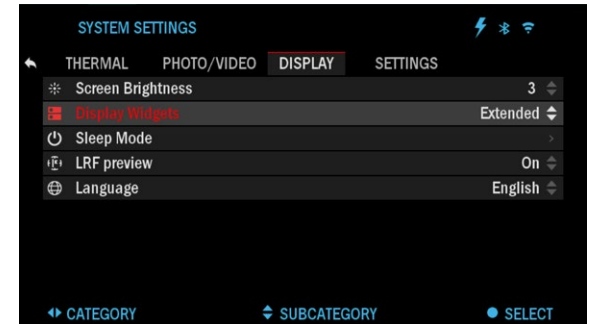 SYSTEM SETTINGS
THERMAL PHOTO/VIDEO DISPLAY SETTINGS
Screen Brightness 3
Display Widgets Extended
Sleep Mode
LRF preview On
Language English
CATEGORY SUBCATEGORY SELECT